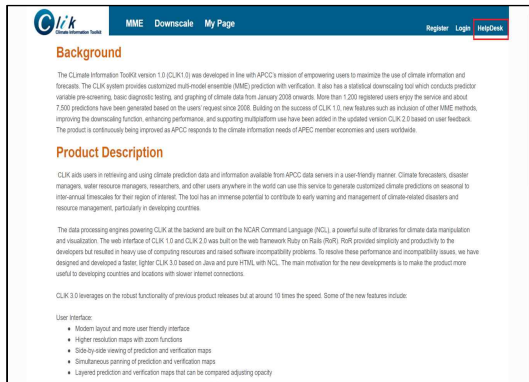 Clik
Climate Information Toolkit
MME Downscale My Page
Register Login HelpDesk
Background
The CLimate Information ToolKit version 1.0 (CLIK1.0) was developed in line with APCC's mission of empowering users to maximize the use of climate information and
forecasts. The CLIK system provides customized multi-model ensemble (MME) prediction with verification. It also has a statistical downscaling tool which conducts predictor
variable pre-screening, basic diagnostic testing, and graphing of climate data from January 2008 onwards. More than 1,200 registered users enjoy the service and about
7,500 predictions have been generated based on the users' request since 2008. Building on the success of CLIK 1.0, new features such as inclusion of other MME methods,
improving the downscaling function, enhancing performance, and supporting multiplatform use have been added in the updated version CLIK 2.0 based on user feedback.
The product is continuously being improved as APCC responds to the climate information needs of APEC member economies and users worldwide.
Product Description
CLIK aids users in retrieving and using climate prediction data and information available from APCC data servers in a user-friendly manner. Climate forecasters, disaster
managers, water resource managers, researchers, and other users anywhere in the world can use this service to generate customized climate predictions on seasonal to
inter-annual timescales for their region of interest. The tool has an immense potential to contribute to early warning and management of climate-related disasters and
resource management, particularly in developing countries.
The data processing engines powering CLIK at the backend are built on the NCAR Command Language (NCL), a powerful suite of libraries for climate data manipulation
and visualization. The web interface of CLIK 1.0 and CLIK 2.0 was built on the web framework Ruby on Rails (RoR). RoR provided simplicity and productivity to the
developers but resulted in heavy use of computing resources and raised software incompatibility problems. To resolve these performance and incompatibility issues, we have
designed and developed a faster, lighter CLIK 3.0 based on Java and pure HTML with NCL. The main motivation for the new developments is to make the product more
useful to developing countries and locations with slower internet connections.
CLIK 3.0 leverages on the robust functionality of previous product releases but at around 10 times the speed. Some of the new features include:
User Interface:
● Modern layout and more user friendly interface
● Higher resolution maps with zoom functions
● Side-by-side viewing of prediction and verification maps
● Simultaneous panning of prediction and verification maps
● Layered prediction and verification maps that can be compared adjusting opacity